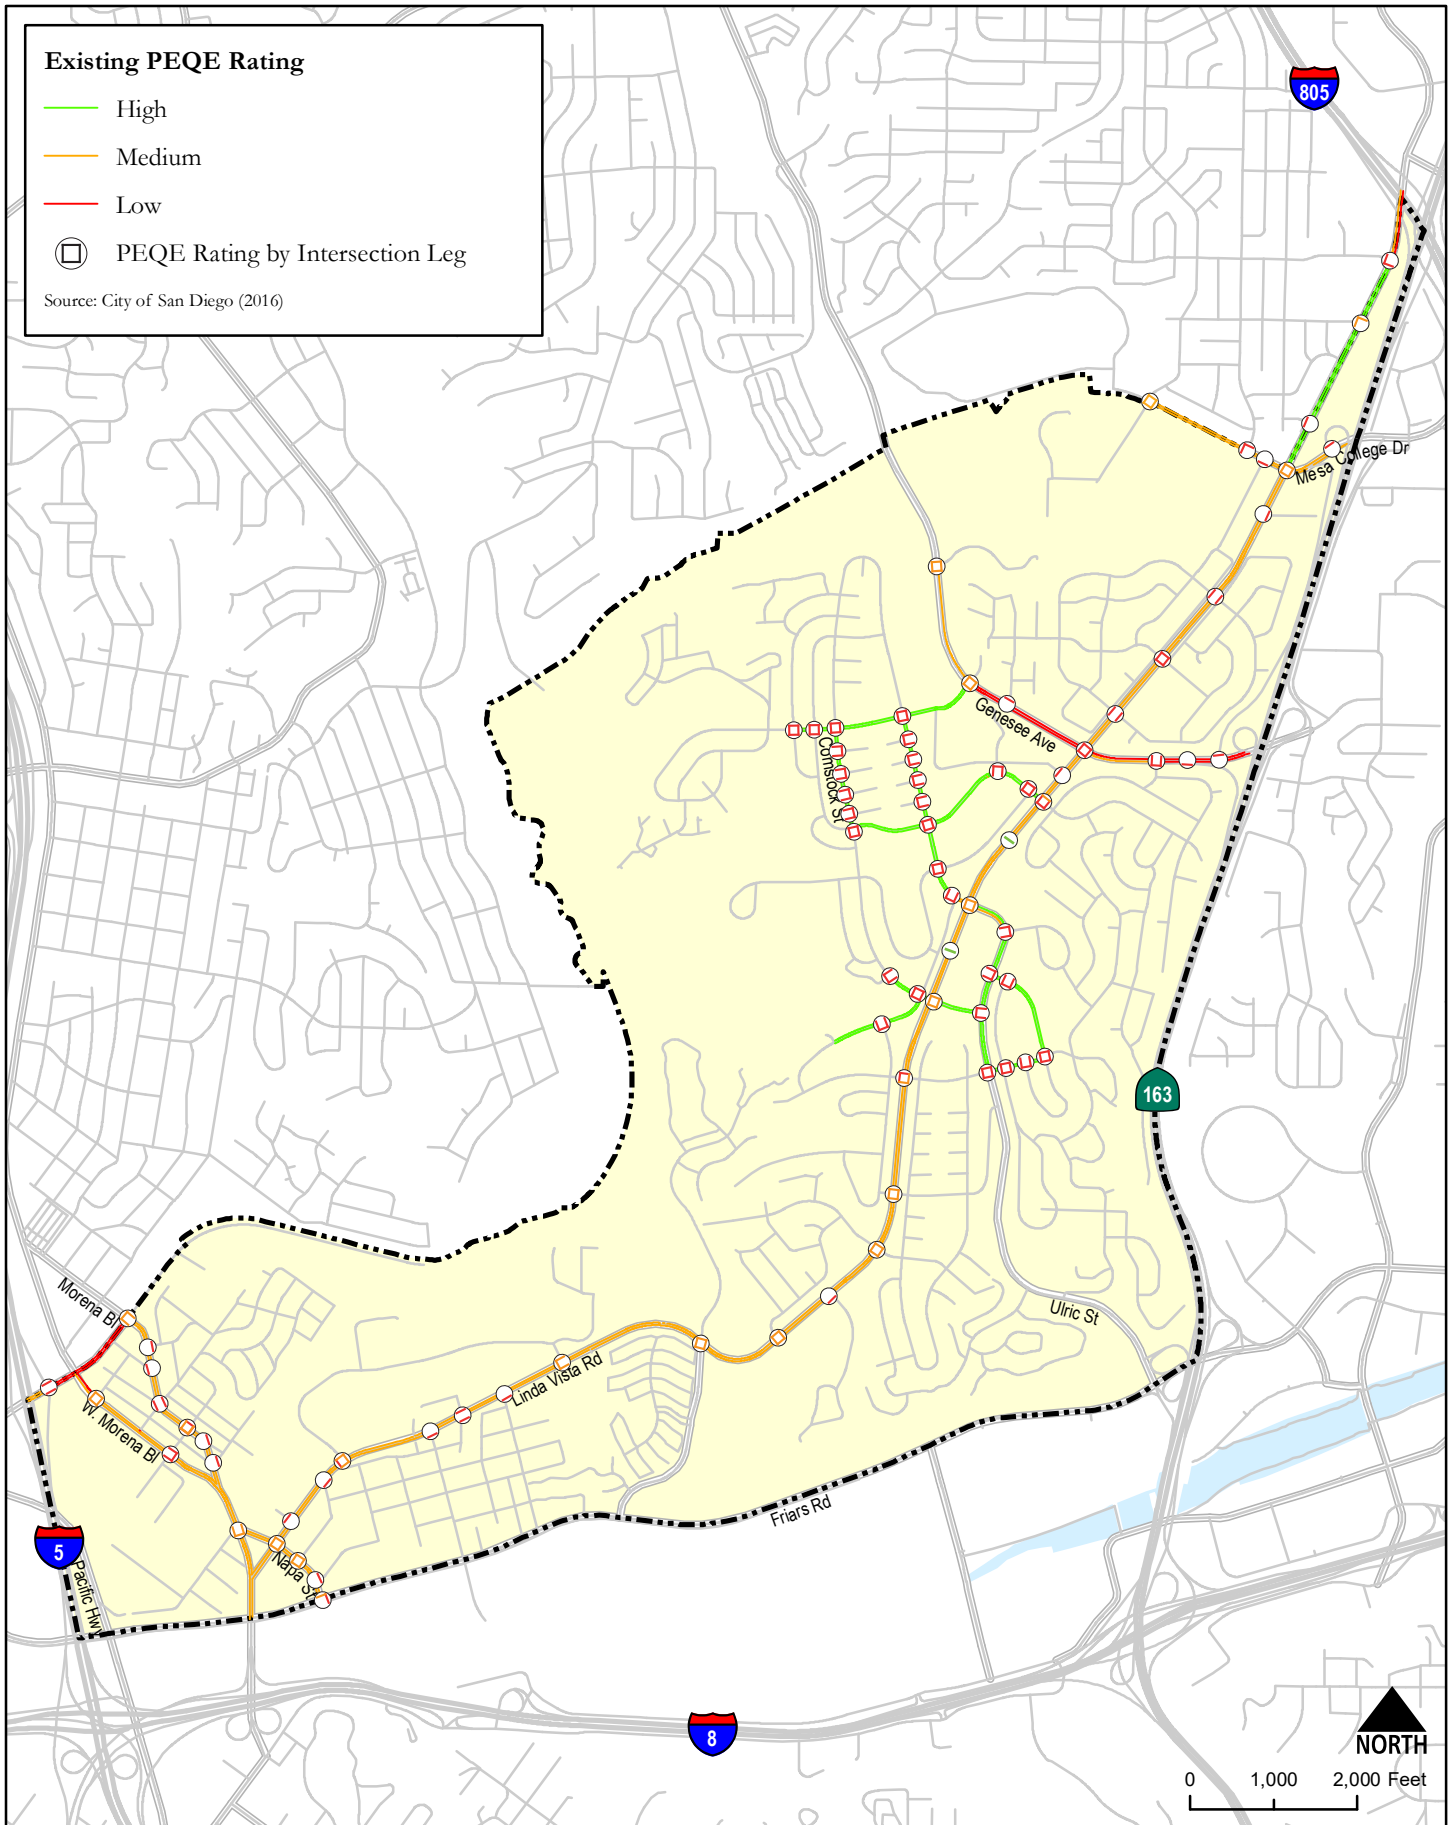 Existing PEQE Rating
High
Medium
Low
PEQE Rating by Intersection Leg
Source: City of San Diego (2016)
805
Mesa College Dr
Genesee Ave
Comstock St
163
Ulric St
Morena Bl
Linda Vista Rd
W. Morena Bl
Friars Rd
Napa St
5
Pacific Hwy
8
NORTH
0 1,000 2,000 Feet